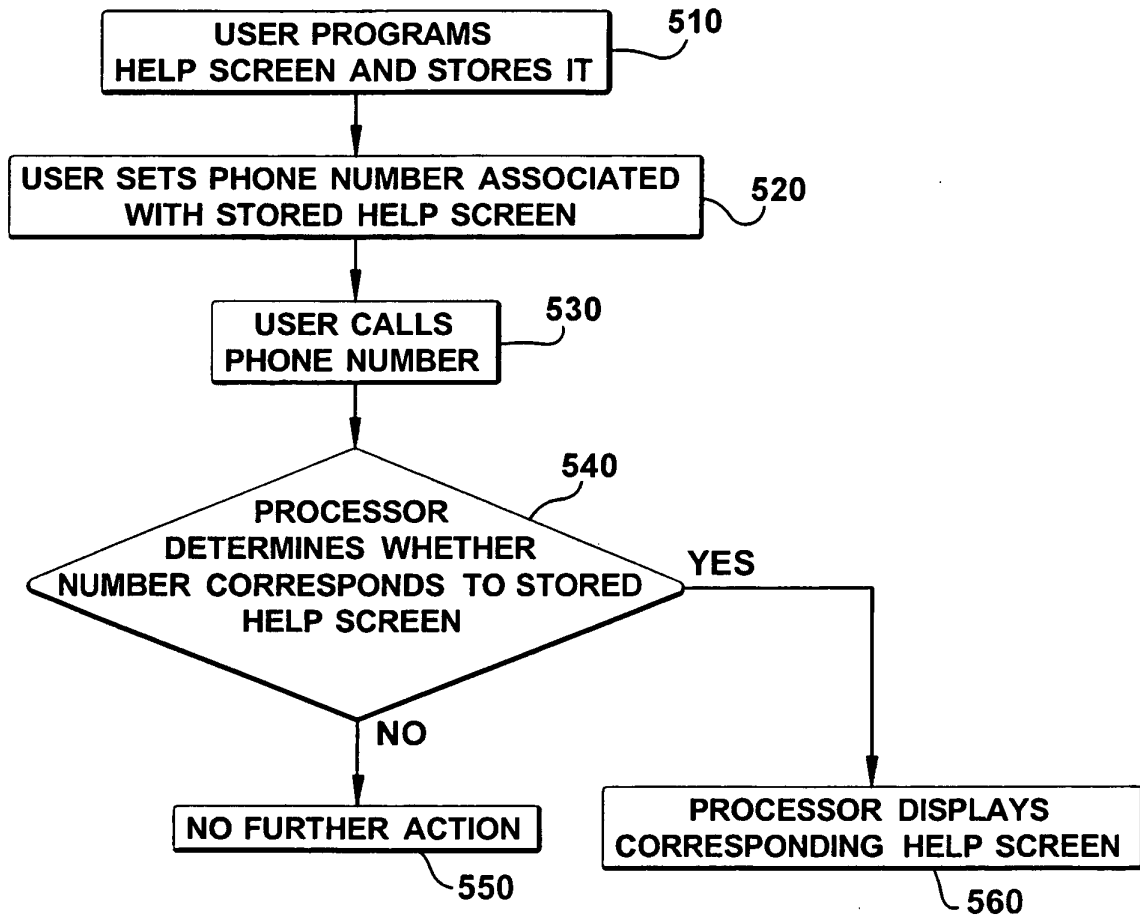 USER PROGRAMS
HELP SCREEN AND STORES IT
510
USER SETS PHONE NUMBER ASSOCIATED
WITH STORED HELP SCREEN
520
USER CALLS
PHONE NUMBER
530
PROCESSOR
DETERMINES WHETHER
NUMBER CORRESPONDS TO STORED
HELP SCREEN
540
YES
NO
NO FURTHER ACTION
550
PROCESSOR DISPLAYS
CORRESPONDING HELP SCREEN
560